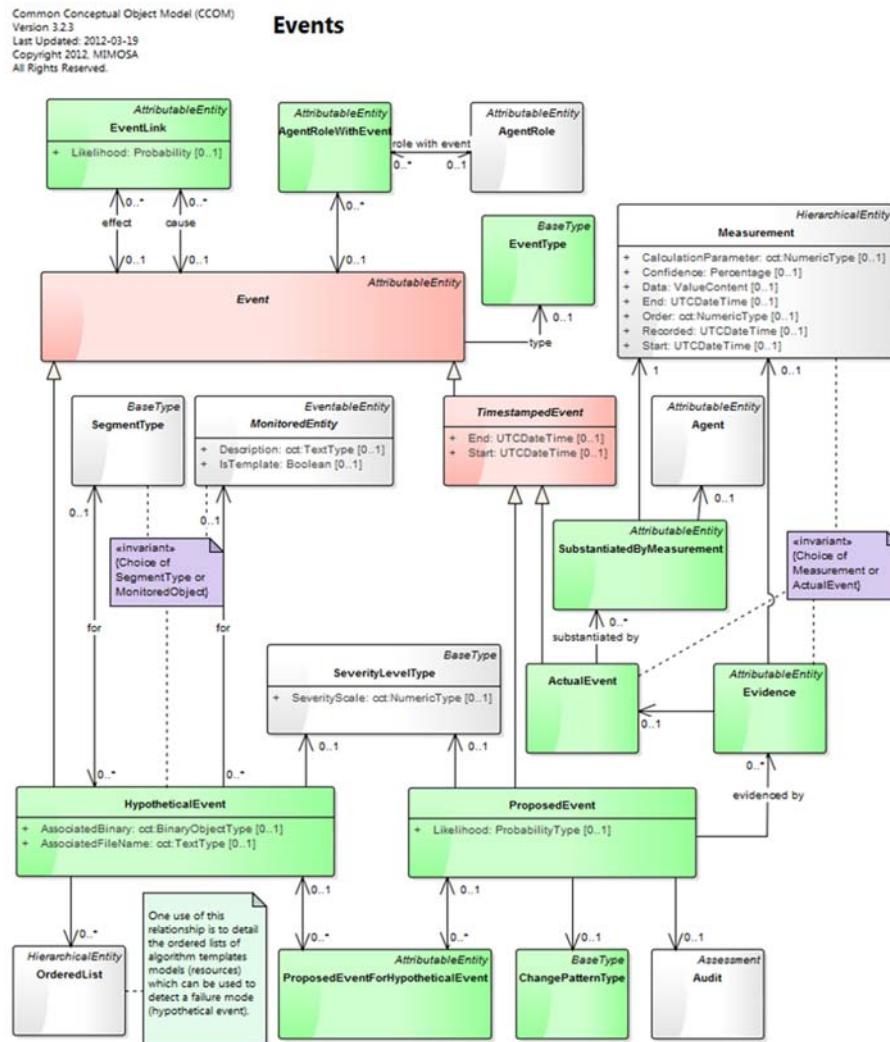 Common Conceptual Object Model (CCOM)
Version 3.2.3
Last Updated: 2012-03-19
Copyright 2012, MIMOSA
All Rights Reserved.
Events
AttributableEntity
EventLink
+ Likelihood: Probability [0..1]
AttributableEntity
AgentRoleWithEvent
role with event
0..*
0..1
AttributableEntity
AgentRole
0..*
0..*
0..*
effect
cause
0..1
0..1
0..1
BaseType
EventType
HierarchicalEntity
Measurement
+ CalculationParameter: cct:NumericType [0..1]
+ Confidence: Percentage [0..1]
+ Data: ValueContent [0..1]
+ End: UTCDateTime [0..1]
+ Order: cct:NumericType [0..1]
+ Recorded: UTCDateTime [0..1]
+ Start: UTCDateTime [0..1]
AttributableEntity
Event
0..1
type
1
0..1
BaseType
SegmentType
EventableEntity
MonitoredEntity
+ Description: cct:TextType [0..1]
+ IsTemplate: Boolean [0..1]
TimestampedEvent
+ End: UTCDateTime [0..1]
+ Start: UTCDateTime [0..1]
AttributableEntity
Agent
0..1
0..1
0..1
«invariant»
{Choice of
SegmentType or
MonitoredObject}
AttributableEntity
SubstantiatedByMeasurement
«invariant»
{Choice of
Measurement or
ActualEvent}
for
for
0..*
substantiated by
BaseType
SeverityLevelType
+ SeverityScale: cct:NumericType [0..1]
ActualEvent
AttributableEntity
Evidence
0..1
0..1
0..1
0..*
0..*
0..*
evidenced by
HypotheticalEvent
+ AssociatedBinary: cct:BinaryObjectType [0..1]
+ AssociatedFileName: cct:TextType [0..1]
ProposedEvent
+ Likelihood: ProbabilityType [0..1]
0..1
0..1
0..*
0..*
0..*
0..1
0..1
HierarchicalEntity
OrderedList
One use of this
relationship is to detail
the ordered lists of
algorithm templates
models (resources)
which can be used to
detect a failure mode
(hypothetical event).
AttributableEntity
ProposedEventForHypotheticalEvent
BaseType
ChangePatternType
Assessment
Audit